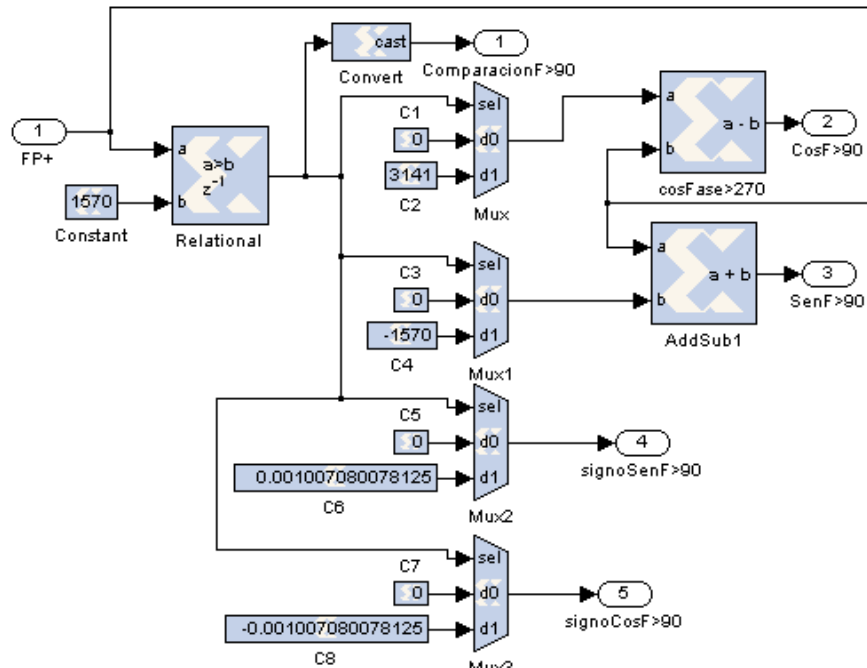 1
FP+
1570
Constant
a
b
a>b
z-1
Relational
cast
Convert
1
ComparacionF>90
C1
0
3141
C2
sel
d0
d1
Mux
a
b
a - b
cosFase>270
2
CosF>90
C3
0
-1570
C4
sel
d0
d1
Mux1
a
b
a + b
AddSub1
3
SenF>90
C5
0
0.001007080078125
C6
sel
d0
d1
Mux2
4
signoSenF>90
C7
0
-0.001007080078125
C8
sel
d0
d1
Mux3
5
signoCosF>90